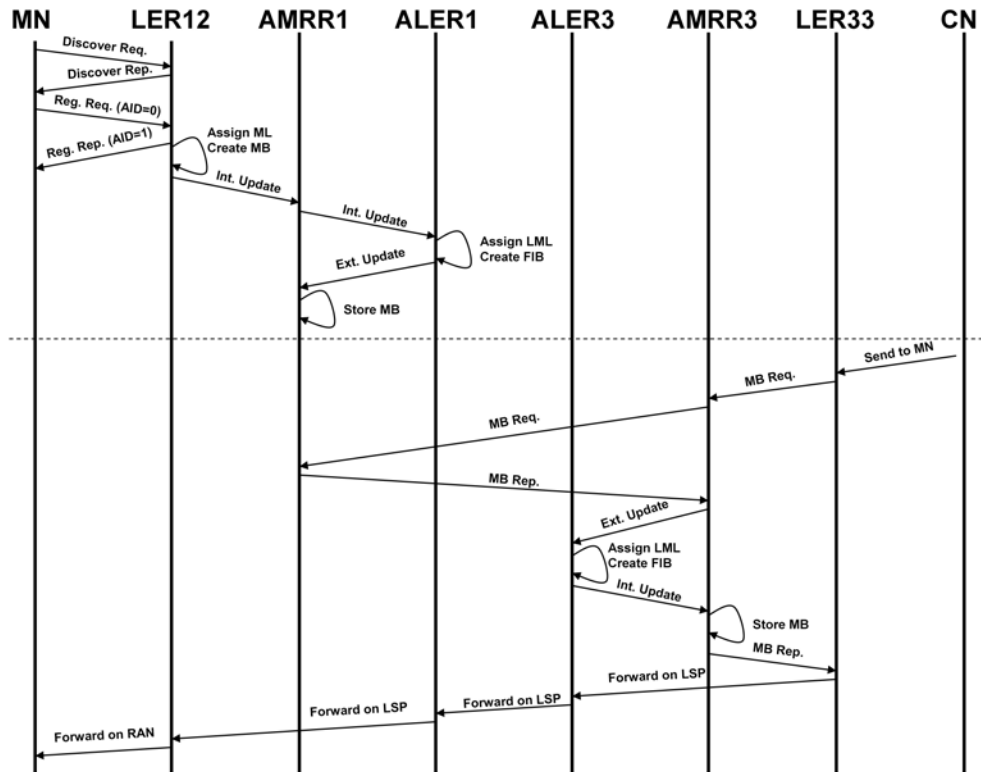 MN LER12 AMRR1 ALER1 ALER3 AMRR3 LER33 CN
Discover Req.
Discover Rep.
Reg. Req. (AID=0)
Reg. Rep. (AID=1)
Assign ML
Create MB
Int. Update
Int. Update
Assign LML
Create FIB
Ext. Update
Store MB
Send to MN
MB Req.
MB Req.
MB Rep.
Ext. Update
Assign LML
Create FIB
Int. Update
Store MB
MB Rep.
Forward on LSP
Forward on LSP
Forward on LSP
Forward on RAN